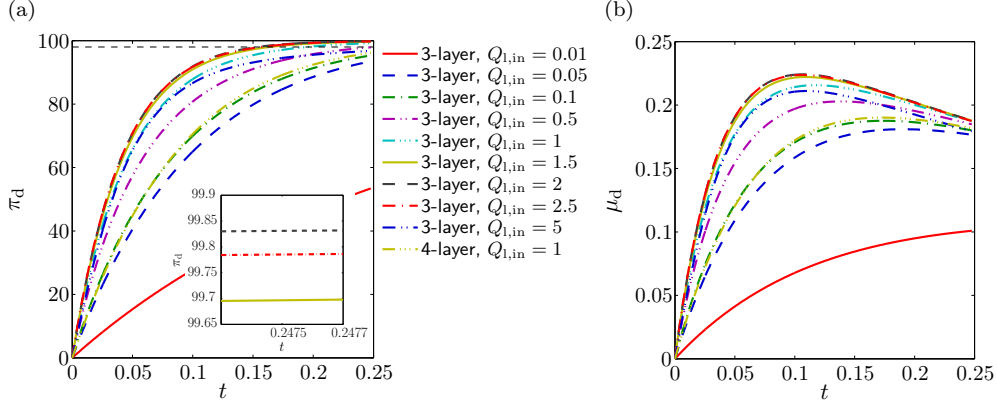 (a)
100
80
60
40
20
0
π_d
0
0.05
0.1
0.15
0.2
0.25
t
99.9
99.85
99.8
99.75
99.7
99.65
π_d
0.2475
0.2477
t
3-layer, Q_l,in = 0.01
3-layer, Q_l,in = 0.05
3-layer, Q_l,in = 0.1
3-layer, Q_l,in = 0.5
3-layer, Q_l,in = 1
3-layer, Q_l,in = 1.5
3-layer, Q_l,in = 2
3-layer, Q_l,in = 2.5
3-layer, Q_l,in = 5
4-layer, Q_l,in = 1
(b)
0.25
0.2
0.15
0.1
0.05
0
μ_d
0
0.05
0.1
0.15
0.2
0.25
t